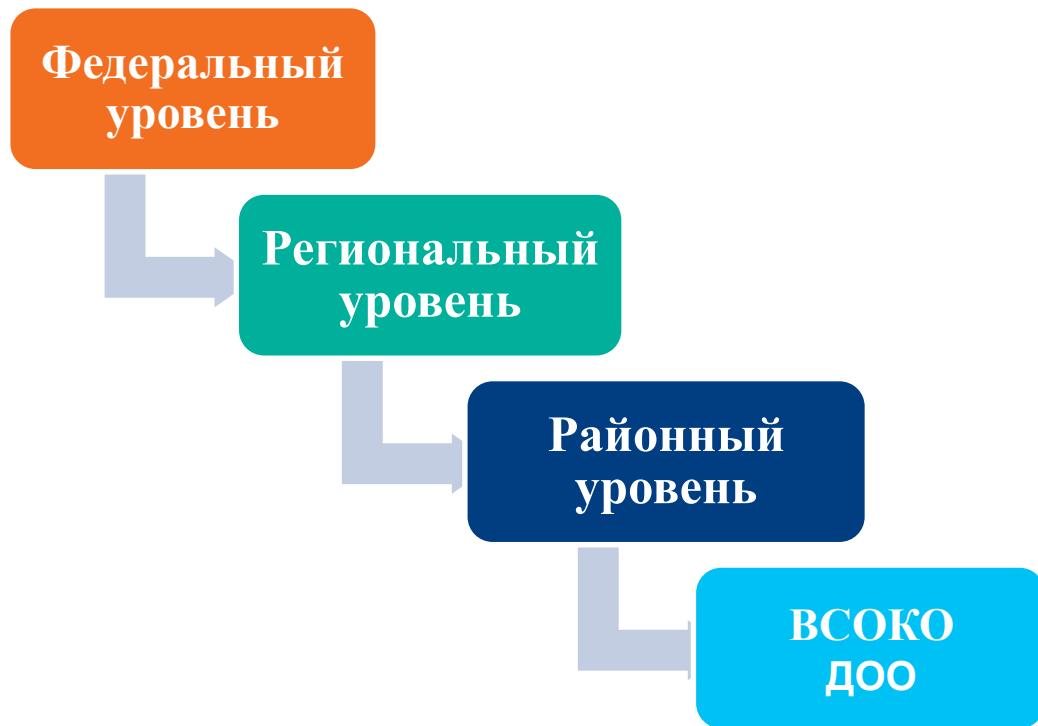 Федеральный
уровень
Региональный
уровень
Районный
уровень
ВСОКО
ДОО